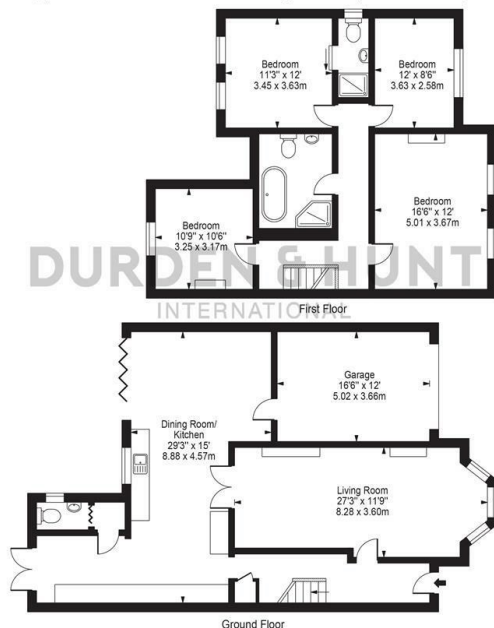 Bedroom
11'3" x 12'
3.45 x 3.63m
Bedroom
12' x 8'6"
3.63 x 2.58m
Bedroom
16'6" x 12'
5.01 x 3.67m
Bedroom
10'9" x 10'6"
3.25 x 3.17m
DURDEN & HUNT
INTERNATIONAL
First Floor
Garage
16'6" x 12'
5.02 x 3.66m
Dining Room/
Kitchen
29'3" x 15'
8.88 x 4.57m
Living Room
27'3" x 11'9"
8.28 x 3.60m
Ground Floor